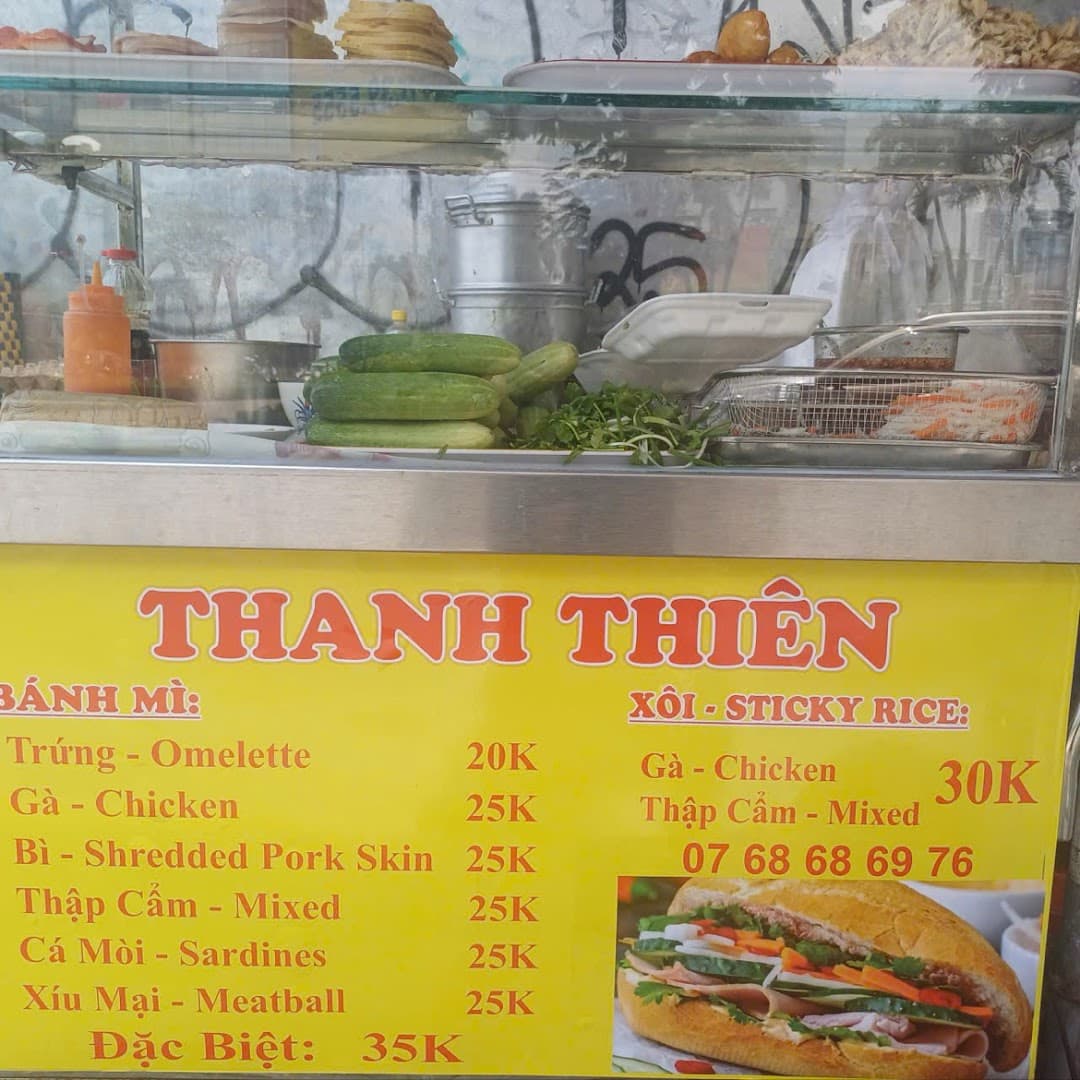 25
THANH THIÊN
BÁNH MÌ:
Trứng - Omelette 20K
Gà - Chicken 25K
Bì - Shredded Pork Skin 25K
Thập Cẩm - Mixed 25K
Cá Mòi - Sardines 25K
Xíu Mại - Meatball 25K
Đặc Biệt: 35K
XÔI - STICKY RICE:
Gà - Chicken
Thập Cẩm - Mixed
30K
07 68 68 69 76